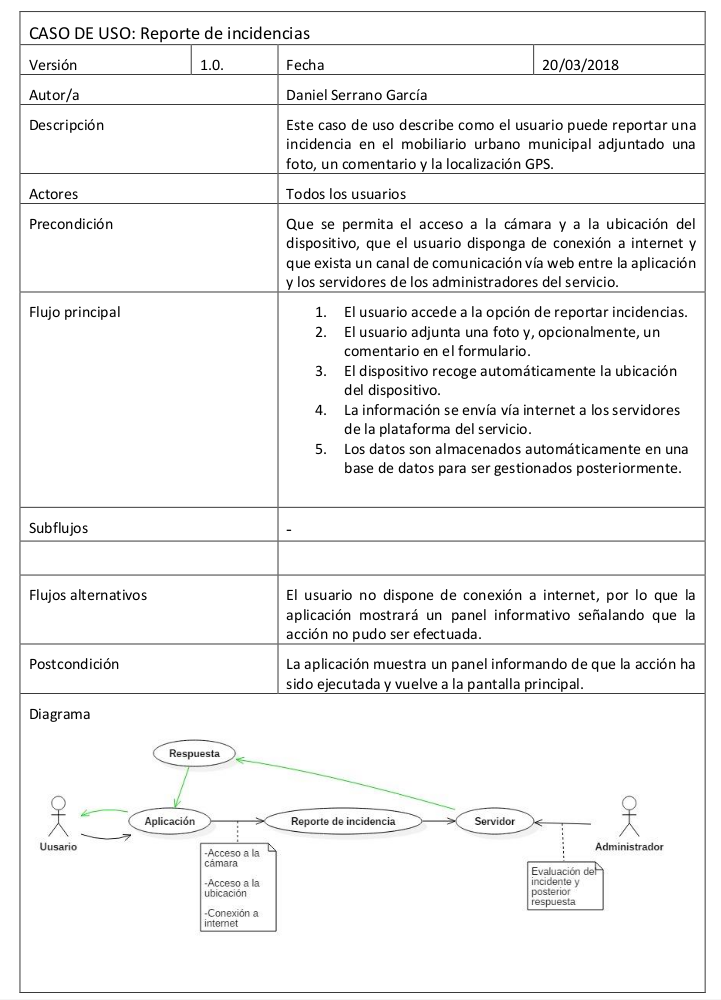 CASO DE USO: Reporte de incidencias
Versión 1.0. Fecha 20/03/2018
Autor/a Daniel Serrano García
Descripción Este caso de uso describe como el usuario puede reportar una
incidencia en el mobiliario urbano municipal adjuntado una
foto, un comentario y la localización GPS.
Actores Todos los usuarios
Precondición Que se permita el acceso a la cámara y a la ubicación del
dispositivo, que el usuario disponga de conexión a internet y
que exista un canal de comunicación vía web entre la aplicación
y los servidores de los administradores del servicio.
Flujo principal 1. El usuario accede a la opción de reportar incidencias.
2. El usuario adjunta una foto y, opcionalmente, un
comentario en el formulario.
3. El dispositivo recoge automáticamente la ubicación
del dispositivo.
4. La información se envía vía internet a los servidores
de la plataforma del servicio.
5. Los datos son almacenados automáticamente en una
base de datos para ser gestionados posteriormente.
Subflujos -
Flujos alternativos El usuario no dispone de conexión a internet, por lo que la
aplicación mostrará un panel informativo señalando que la
acción no pudo ser efectuada.
Postcondición La aplicación muestra un panel informando de que la acción ha
sido ejecutada y vuelve a la pantalla principal.
Diagrama
Respuesta
Aplicación Reporte de incidencia Servidor
Uusario Administrador
-Acceso a la
cámara
-Acceso a la
ubicación
-Conexión a
internet
Evaluación del
incidente y
posterior
respuesta